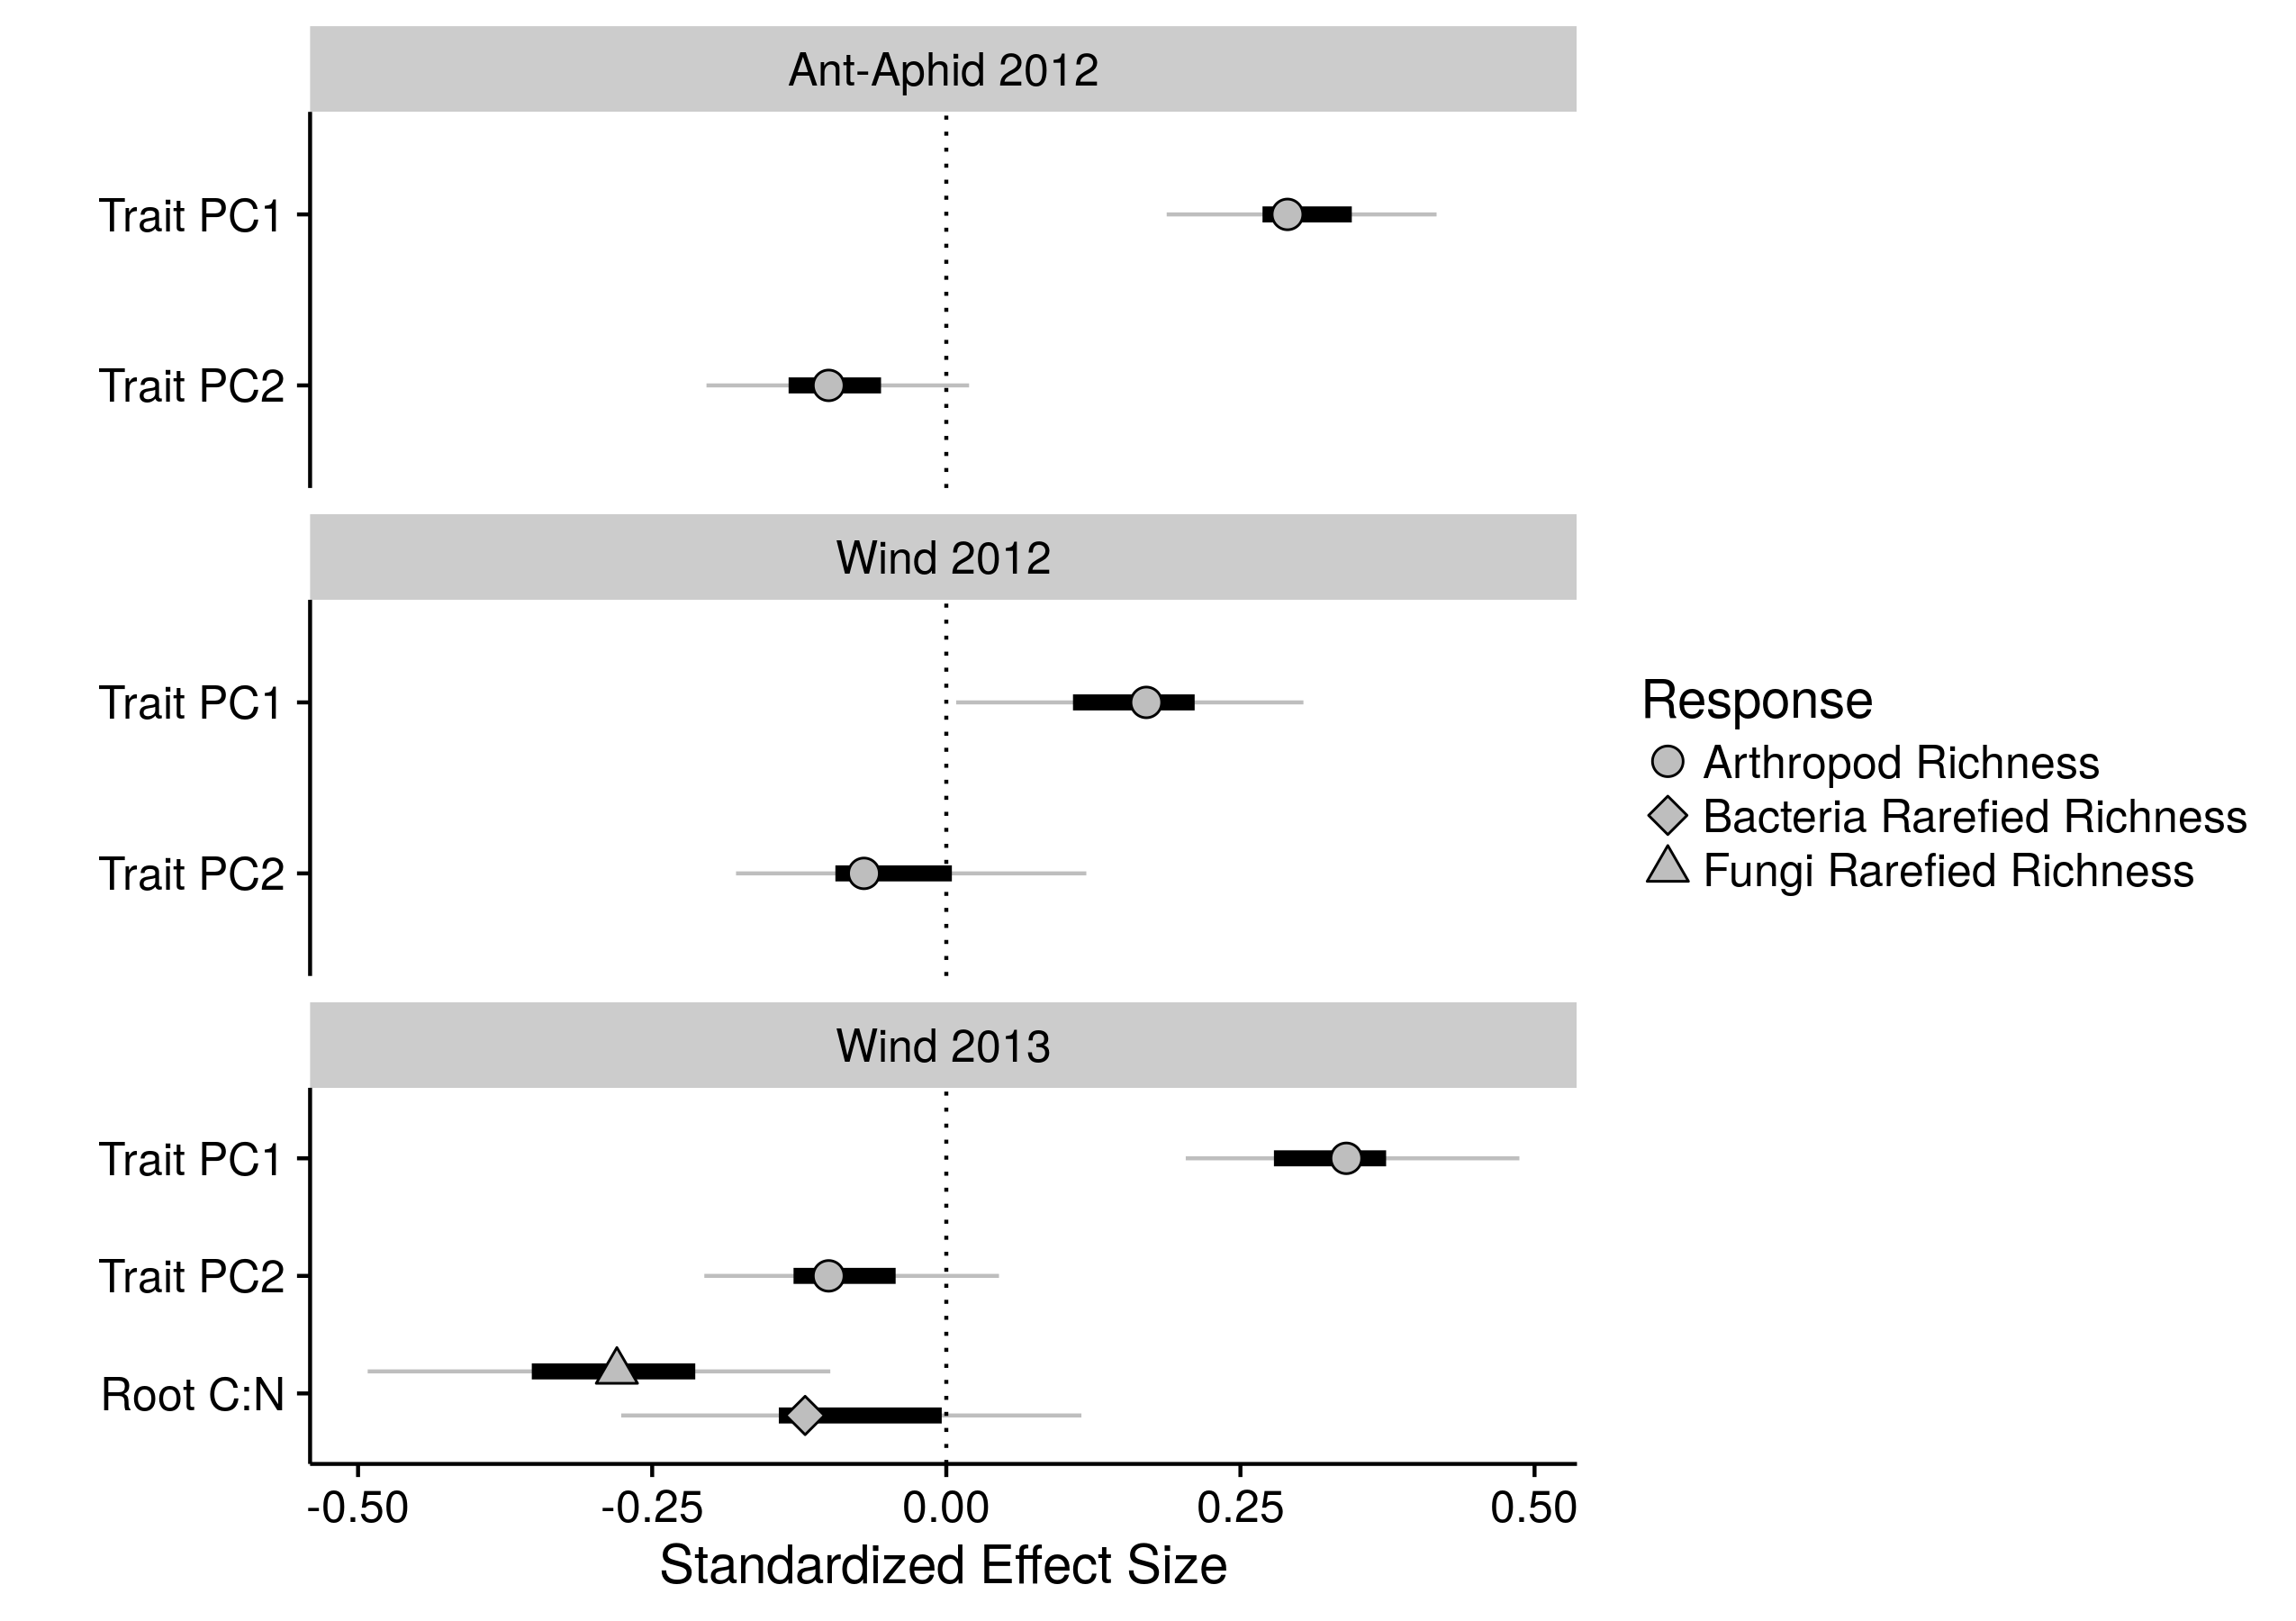 Ant-Aphid 2012
Trait PC1
Trait PC2
Wind 2012
Trait PC1
Trait PC2
Wind 2013
Trait PC1
Trait PC2
Root C:N
-0.50 -0.25 0.00 0.25 0.50
Standardized Effect Size
Response
Arthropod Richness
Bacteria Rarefied Richness
Fungi Rarefied Richness